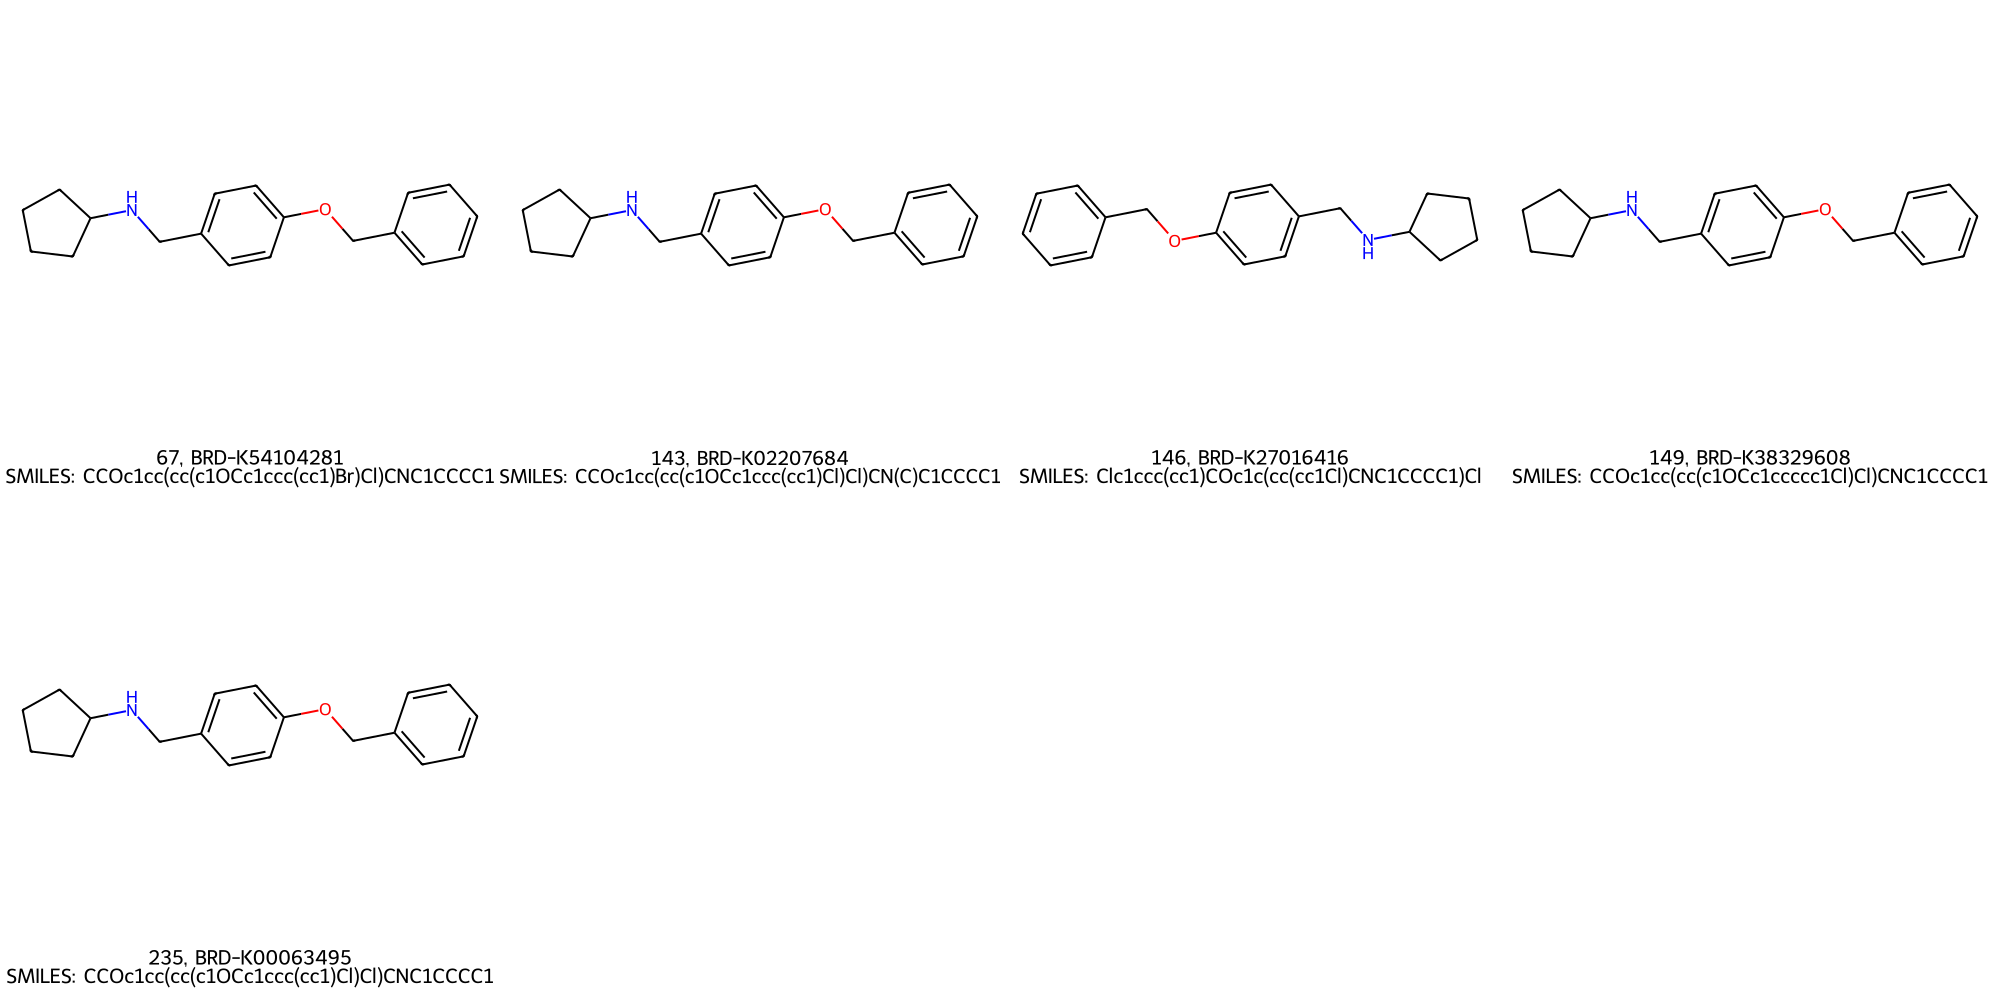 H
N
O
H
N
O
O
N
H
H
N
O
67, BRD-K54104281
SMILES: CCOc1cc(cc(c1OCc1ccc(cc1)Br)Cl)CNC1CCCC1
143, BRD-K02207684
SMILES: CCOc1cc(cc(c1OCc1ccc(cc1)Cl)Cl)CN(C)C1CCCC1
146, BRD-K27016416
SMILES: Clc1ccc(cc1)COc1c(cc(cc1Cl)CNC1CCCC1)Cl
149, BRD-K38329608
SMILES: CCOc1cc(cc(c1OCc1ccccc1Cl)Cl)CNC1CCCC1
H
N
O
235, BRD-K00063495
SMILES: CCOc1cc(cc(c1OCc1ccc(cc1)Cl)Cl)CNC1CCCC1